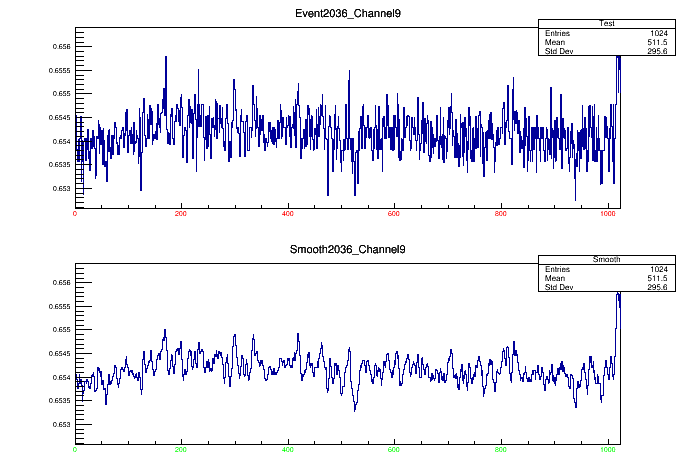 Event2036_Channel9
Test
Entries 1024
Mean 511.5
Std Dev 295.6
0.656
0.6555
0.655
0.6545
0.654
0.6535
0.653
0 200 400 600 800 1000
Smooth2036_Channel9
Smooth
Entries 1024
Mean 511.5
Std Dev 295.6
0.656
0.6555
0.655
0.6545
0.654
0.6535
0.653
0 200 400 600 800 1000